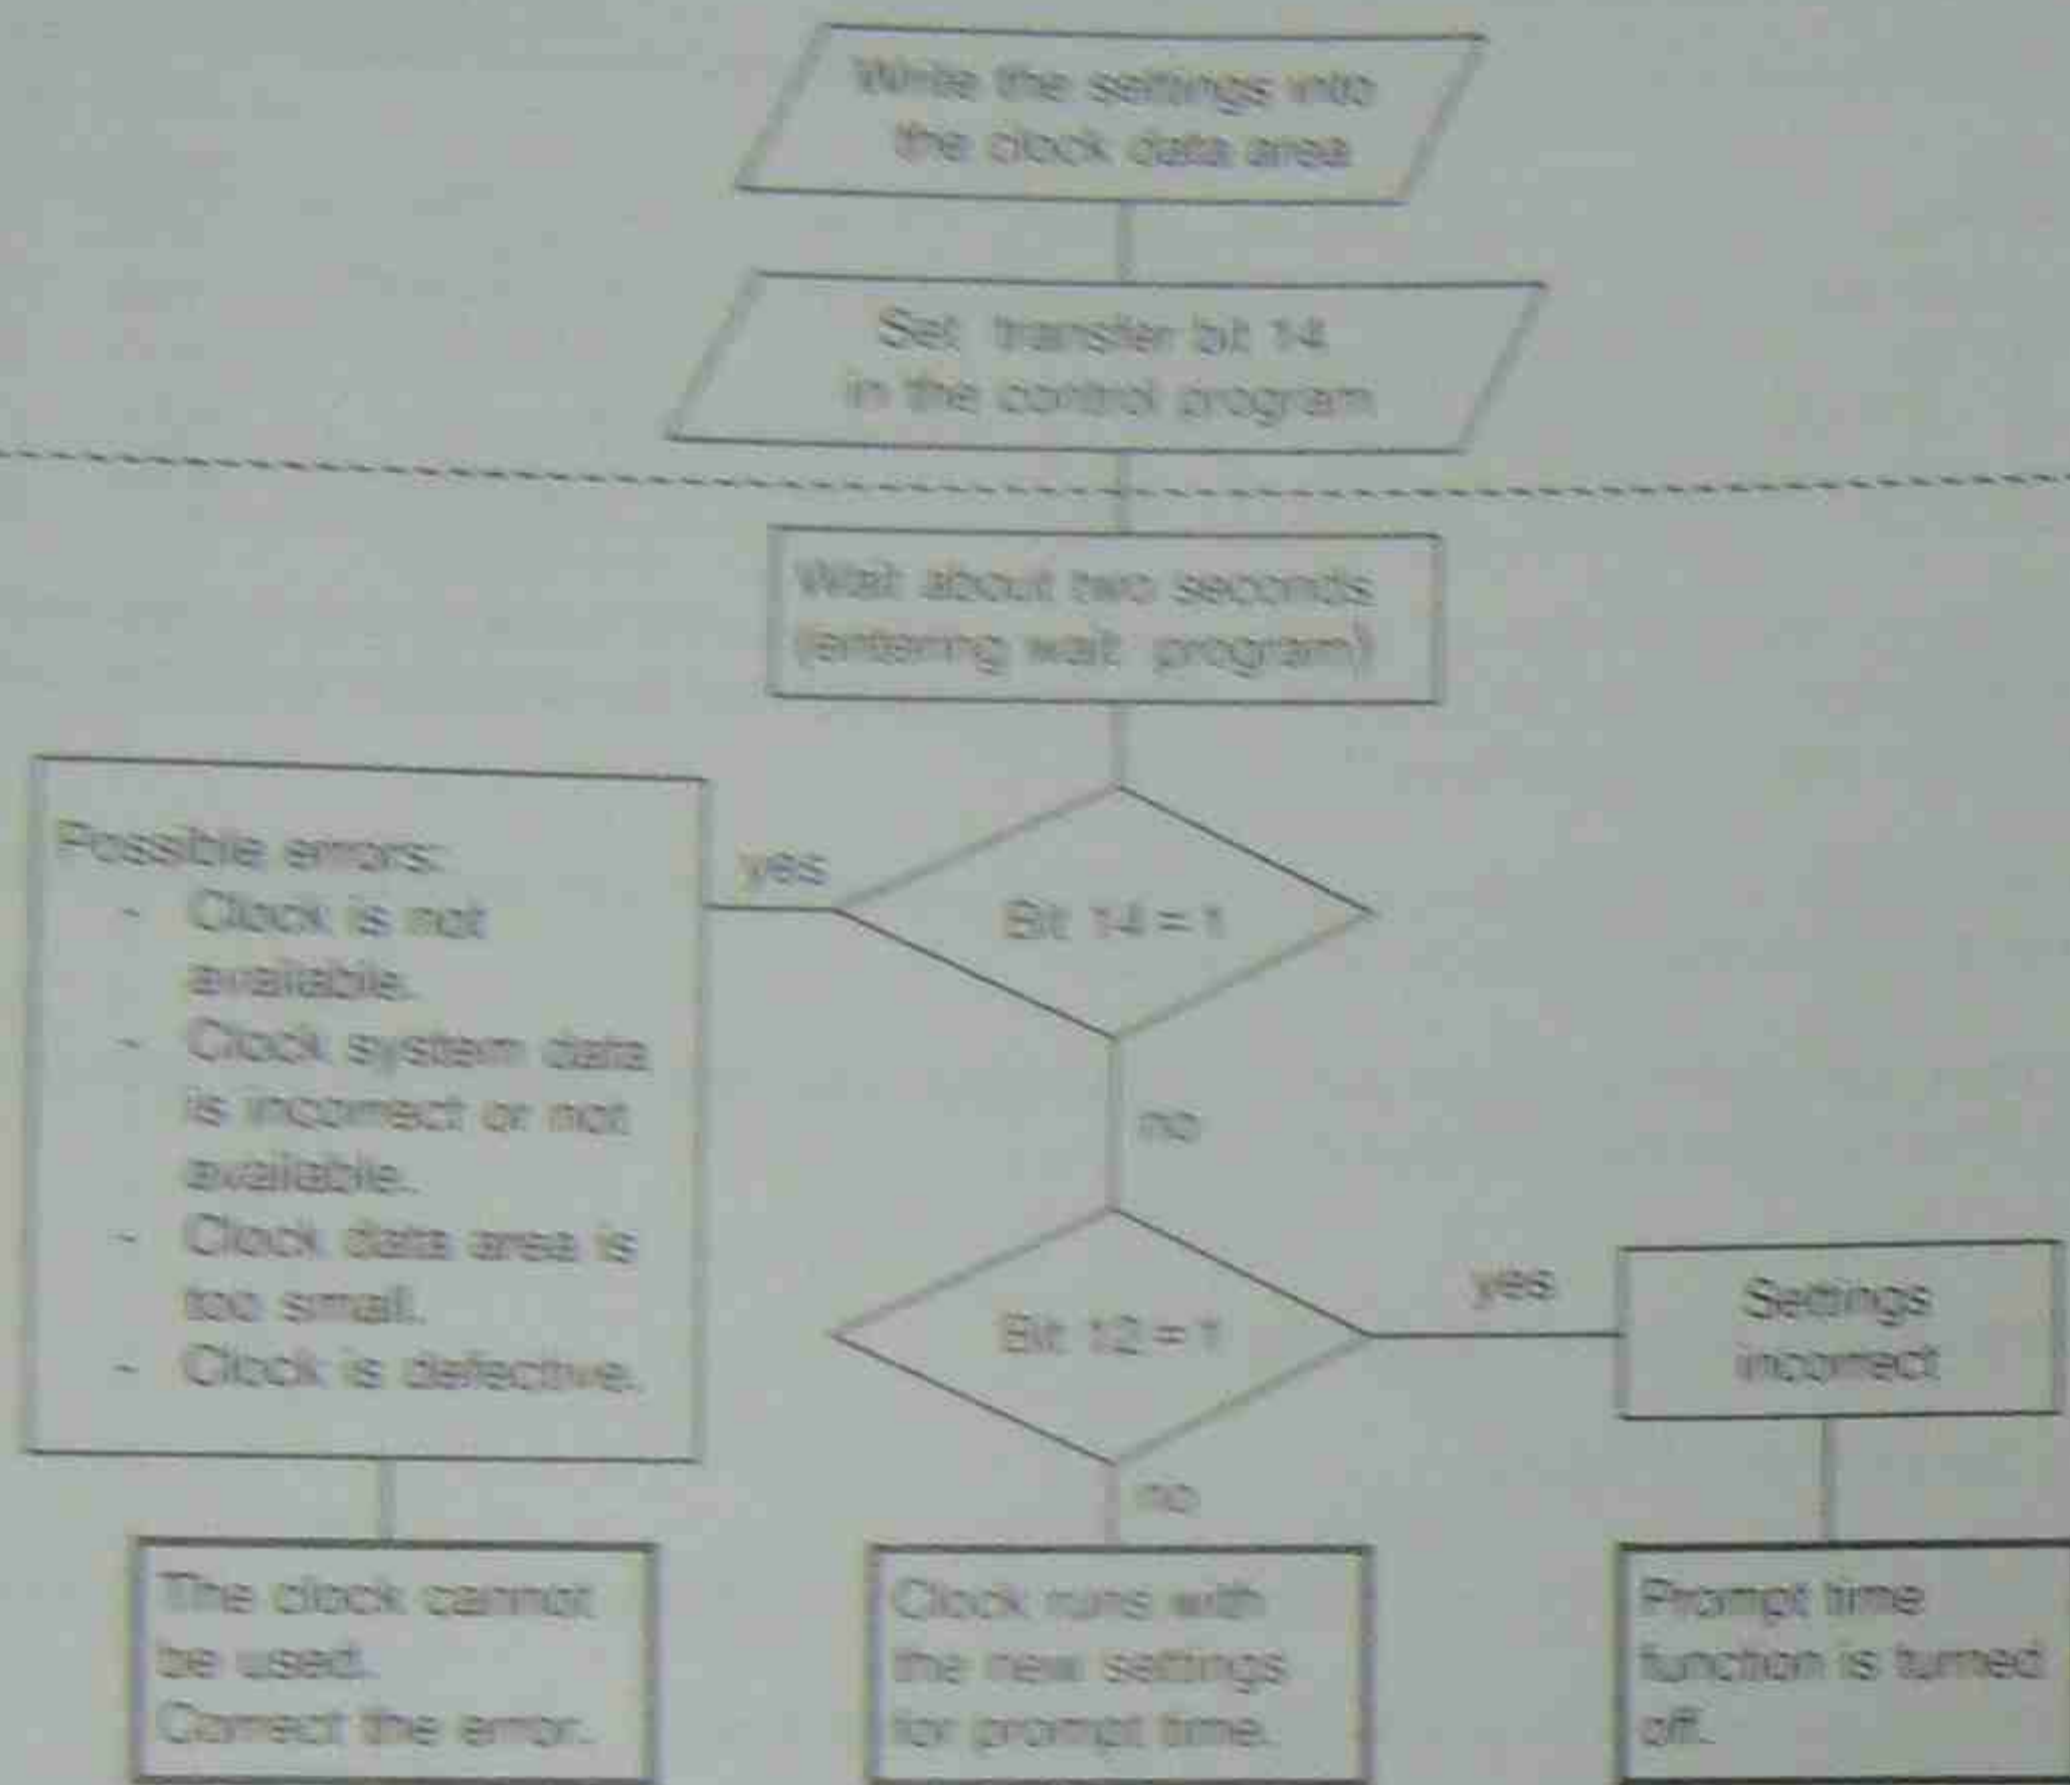 Write the settings into
the clock data area
Set transfer bit 14
in the control program
Wait about two seconds
(entering wait program)
Possible errors:
- Clock is not
available.
- Clock system data
is incorrect or not
available.
- Clock data area is
too small.
- Clock is defective.
yes
Bit 14 = 1
no
Bit 12 = 1
yes
Settings
incorrect
no
The clock cannot
be used.
Correct the error.
Clock runs with
the new settings
for prompt time.
Prompt time
function is turned
off.